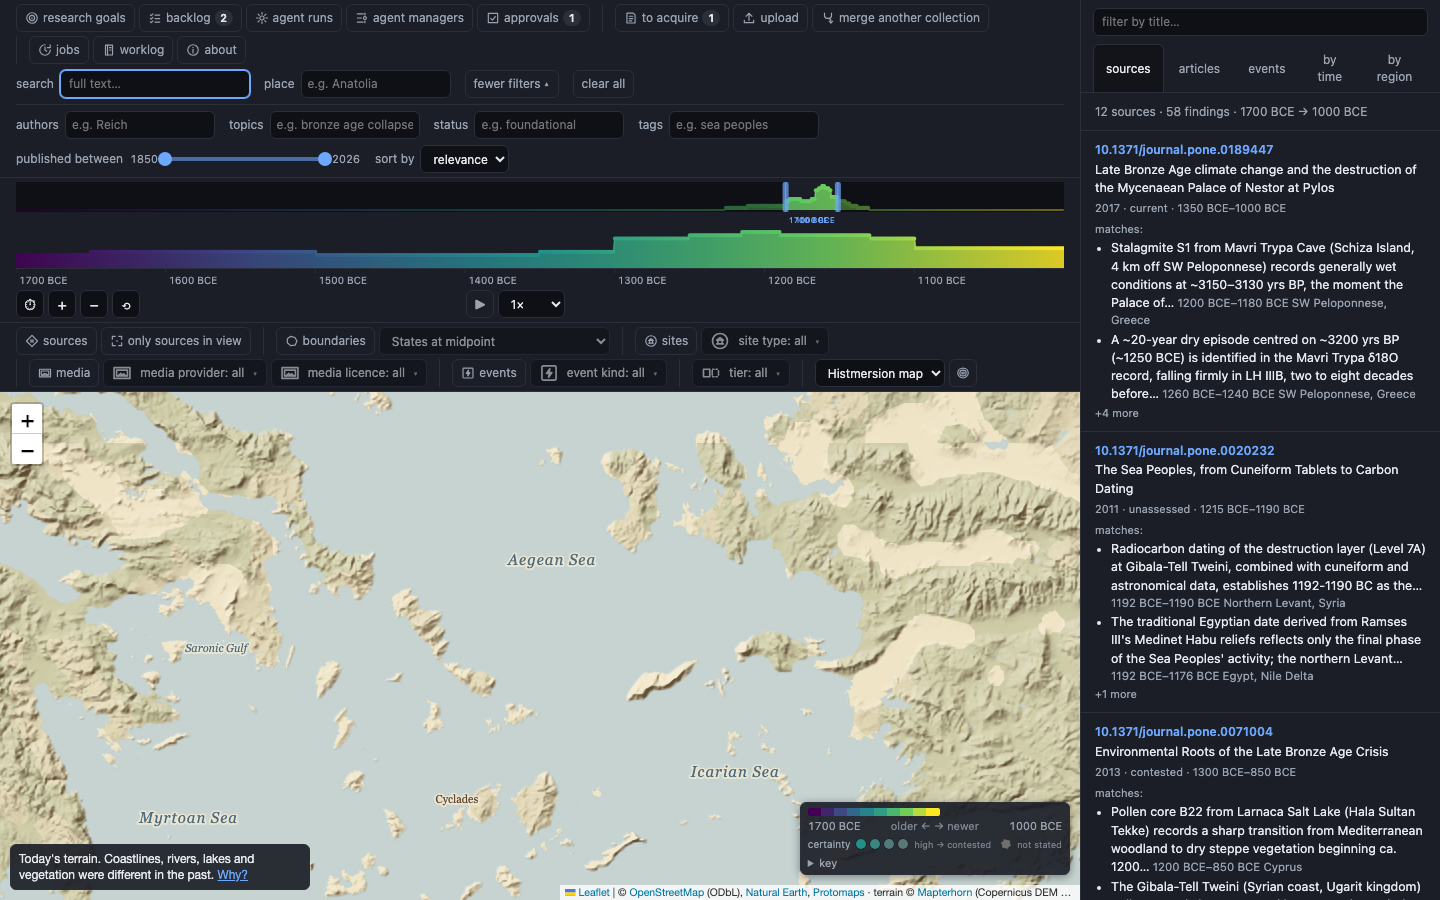 research goals backlog 2 agent runs agent managers approvals 1 to acquire 1 upload merge another collection
jobs worklog about
search full text... place e.g. Anatolia fewer filters clear all
authors e.g. Reich topics e.g. bronze age collapse status e.g. foundational tags e.g. sea peoples
published between 1850 2026 sort by relevance
1700 BCE 1600 BCE 1500 BCE 1400 BCE 1300 BCE 1200 BCE 1100 BCE
+ − 1×
sources only sources in view boundaries States at midpoint sites site type: all
media media provider: all media licence: all events event kind: all tier: all Histmersion map
+
−
Aegean Sea
Saronic Gulf
Icarian Sea
Cyclades
Myrtoan Sea
Today's terrain. Coastlines, rivers, lakes and
vegetation were different in the past. Why?
1700 BCE older ← → newer 1000 BCE
certainty high → contested not stated
key
Leaflet | © OpenStreetMap (ODbL), Natural Earth, Protomaps · terrain © Mapterhorn (Copernicus DEM …
filter by title...
sources articles events by time by region
12 sources · 58 findings · 1700 BCE → 1000 BCE
10.1371/journal.pone.0189447
Late Bronze Age climate change and the destruction of
the Mycenaean Palace of Nestor at Pylos
2017 · current · 1350 BCE–1000 BCE
matches:
• Stalagmite S1 from Mavri Trypa Cave (Schiza Island,
4 km off SW Peloponnese) records generally wet
conditions at ~3150–3130 yrs BP, the moment the
Palace of... 1200 BCE–1180 BCE SW Peloponnese,
Greece
• A ~20-year dry episode centred on ~3200 yrs BP
(~1250 BCE) is identified in the Mavri Trypa δ18O
record, falling firmly in LH IIIB, two to eight decades
before... 1260 BCE–1240 BCE SW Peloponnese, Greece
+4 more
10.1371/journal.pone.0020232
The Sea Peoples, from Cuneiform Tablets to Carbon
Dating
2011 · unassessed · 1215 BCE–1190 BCE
matches:
• Radiocarbon dating of the destruction layer (Level 7A)
at Gibala-Tell Tweini, combined with cuneiform and
astronomical data, establishes 1192-1190 BC as the...
1192 BCE–1190 BCE Northern Levant, Syria
• The traditional Egyptian date derived from Ramses
III's Medinet Habu reliefs reflects only the final phase
of the Sea Peoples' activity; the northern Levant...
1192 BCE–1176 BCE Egypt, Nile Delta
+1 more
10.1371/journal.pone.0071004
Environmental Roots of the Late Bronze Age Crisis
2013 · contested · 1300 BCE–850 BCE
matches:
• Pollen core B22 from Larnaca Salt Lake (Hala Sultan
Tekke) records a sharp transition from Mediterranean
woodland to dry steppe vegetation beginning ca.
1200... 1200 BCE–850 BCE Cyprus
• The Gibala-Tell Tweini (Syrian coast, Ugarit kingdom)